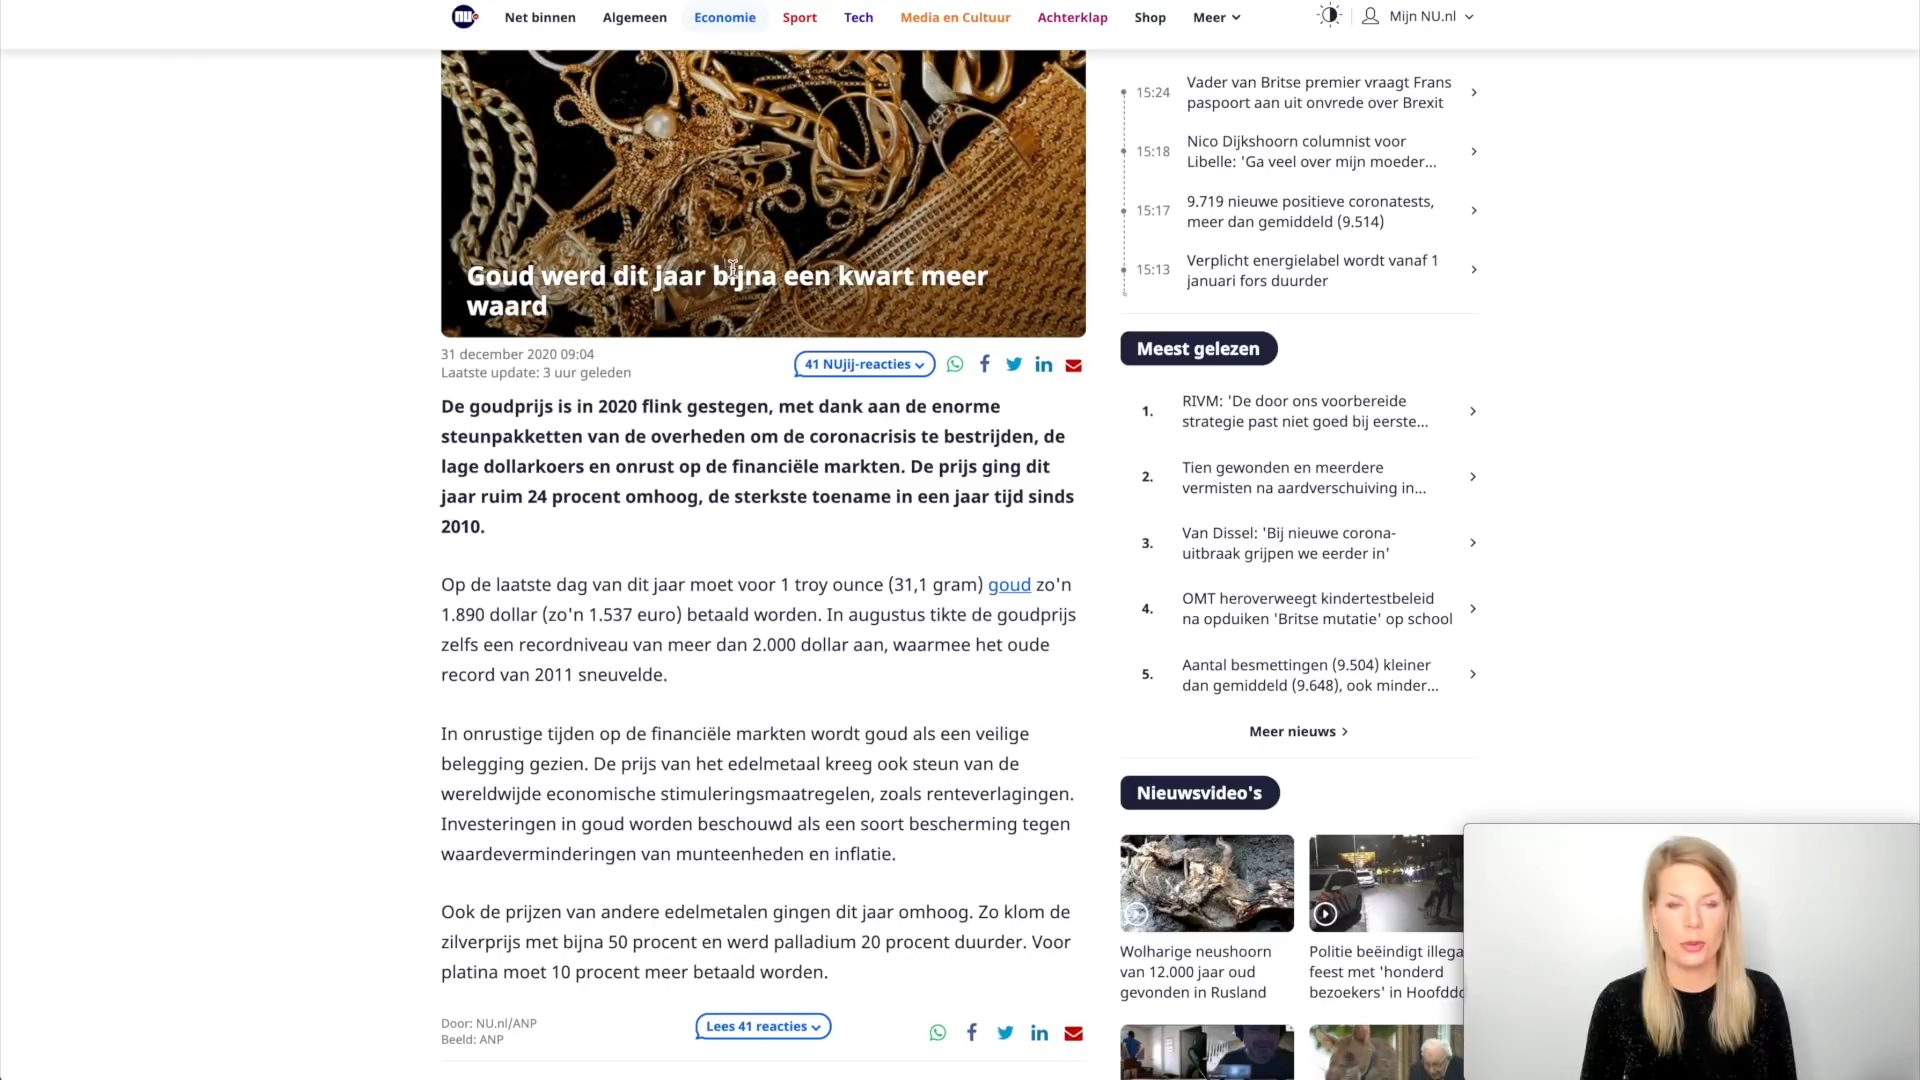 NU
Net binnen
Algemeen
Economie
Sport
Tech
Media en Cultuur
Achterklap
Shop
Meer
Mijn NU.nl
Goud werd dit jaar bijna een kwart meer
waard
31 december 2020 09:04
Laatste update: 3 uur geleden
41 NUjij-reacties
De goudprijs is in 2020 flink gestegen, met dank aan de enorme
steunpakketten van de overheden om de coronacrisis te bestrijden, de
lage dollarkoers en onrust op de financiële markten. De prijs ging dit
jaar ruim 24 procent omhoog, de sterkste toename in een jaar tijd sinds
2010.
Op de laatste dag van dit jaar moet voor 1 troy ounce (31,1 gram) goud zo'n
1.890 dollar (zo'n 1.537 euro) betaald worden. In augustus tikte de goudprijs
zelfs een recordniveau van meer dan 2.000 dollar aan, waarmee het oude
record van 2011 sneuvelde.
In onrustige tijden op de financiële markten wordt goud als een veilige
belegging gezien. De prijs van het edelmetaal kreeg ook steun van de
wereldwijde economische stimuleringsmaatregelen, zoals renteverlagingen.
Investeringen in goud worden beschouwd als een soort bescherming tegen
waardeverminderingen van munteenheden en inflatie.
Ook de prijzen van andere edelmetalen gingen dit jaar omhoog. Zo klom de
zilverprijs met bijna 50 procent en werd palladium 20 procent duurder. Voor
platina moet 10 procent meer betaald worden.
Door: NU.nl/ANP
Beeld: ANP
Lees 41 reacties
15:24 Vader van Britse premier vraagt Frans
paspoort aan uit onvrede over Brexit
15:18 Nico Dijkshoorn columnist voor
Libelle: 'Ga veel over mijn moeder...
15:17 9.719 nieuwe positieve coronatests,
meer dan gemiddeld (9.514)
15:13 Verplicht energielabel wordt vanaf 1
januari fors duurder
Meest gelezen
1. RIVM: 'De door ons voorbereide
strategie past niet goed bij eerste...
2. Tien gewonden en meerdere
vermisten na aardverschuiving in...
3. Van Dissel: 'Bij nieuwe corona-
uitbraak grijpen we eerder in'
4. OMT heroverweegt kindertestbeleid
na opduiken 'Britse mutatie' op school
5. Aantal besmettingen (9.504) kleiner
dan gemiddeld (9.648), ook minder...
Meer nieuws
Nieuwsvideo's
Wolharige neushoorn
van 12.000 jaar oud
gevonden in Rusland
Politie beëindigt illega
feest met 'honderd
bezoekers' in Hoofddo